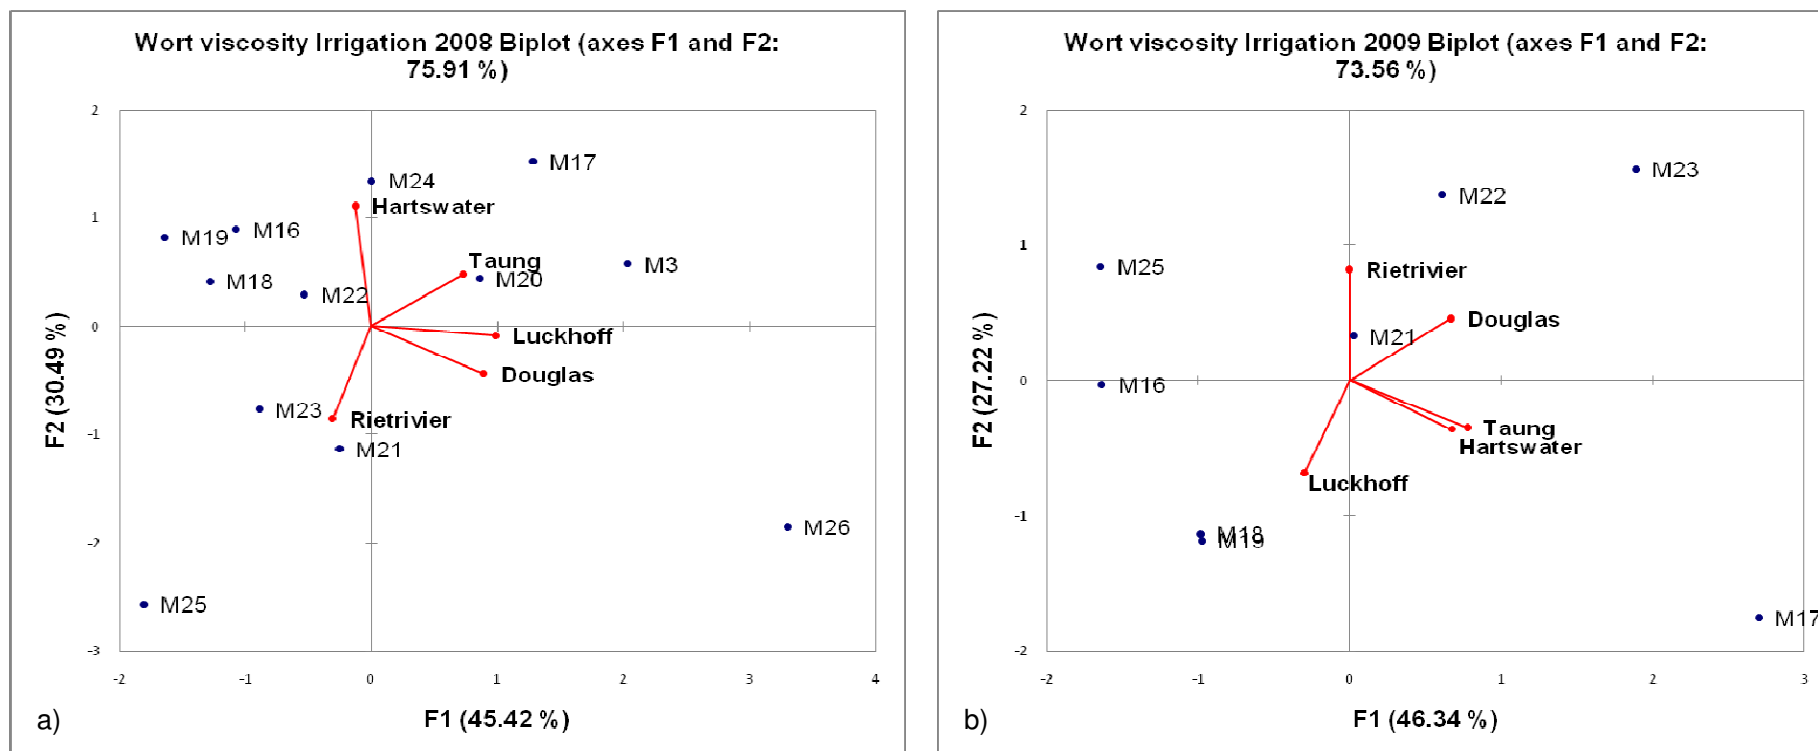 Wort viscosity Irrigation 2008 Biplot (axes F1 and F2:
75.91 %)
2
1
0
-1
-2
-3
F2 (30.49 %)
M17
M24
Hartswater
M19
M16
Taung
M3
M18
M20
M22
Luckhoff
Douglas
M23
Rietrivier
M21
M26
M25
-2
-1
0
1
2
3
4
F1 (45.42 %)
a)
Wort viscosity Irrigation 2009 Biplot (axes F1 and F2:
73.56 %)
2
1
0
-1
-2
F2 (27.22 %)
M23
M22
M25
Rietrivier
Douglas
M21
M16
Taung
Hartswater
Luckhoff
M18
M19
M17
-2
-1
0
1
2
3
F1 (46.34 %)
b)